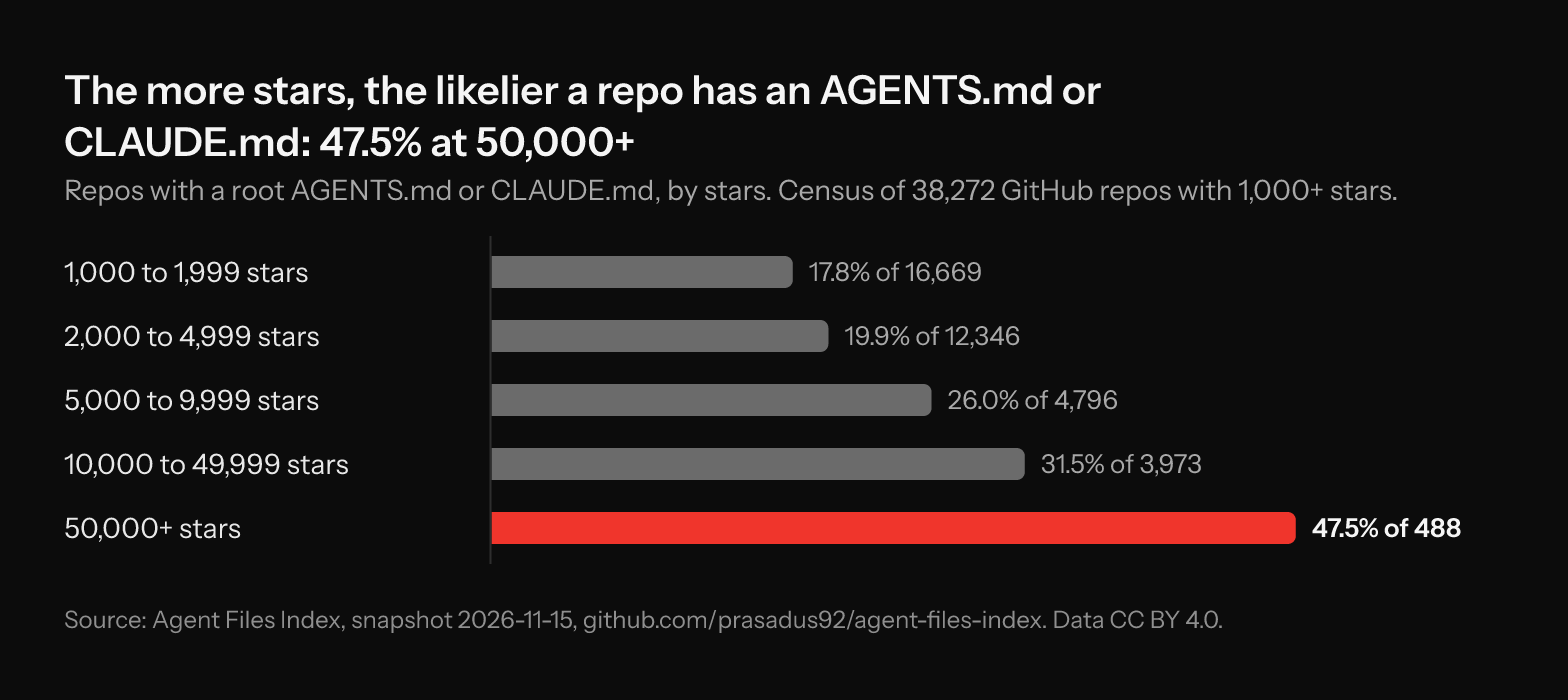 The more stars, the likelier a repo has an AGENTS.md or
CLAUDE.md: 47.5% at 50,000+
Repos with a root AGENTS.md or CLAUDE.md, by stars. Census of 38,272 GitHub repos with 1,000+ stars.
1,000 to 1,999 stars 17.8% of 16,669
2,000 to 4,999 stars 19.9% of 12,346
5,000 to 9,999 stars 26.0% of 4,796
10,000 to 49,999 stars 31.5% of 3,973
50,000+ stars 47.5% of 488
Source: Agent Files Index, snapshot 2026-11-15, github.com/prasadus92/agent-files-index. Data CC BY 4.0.